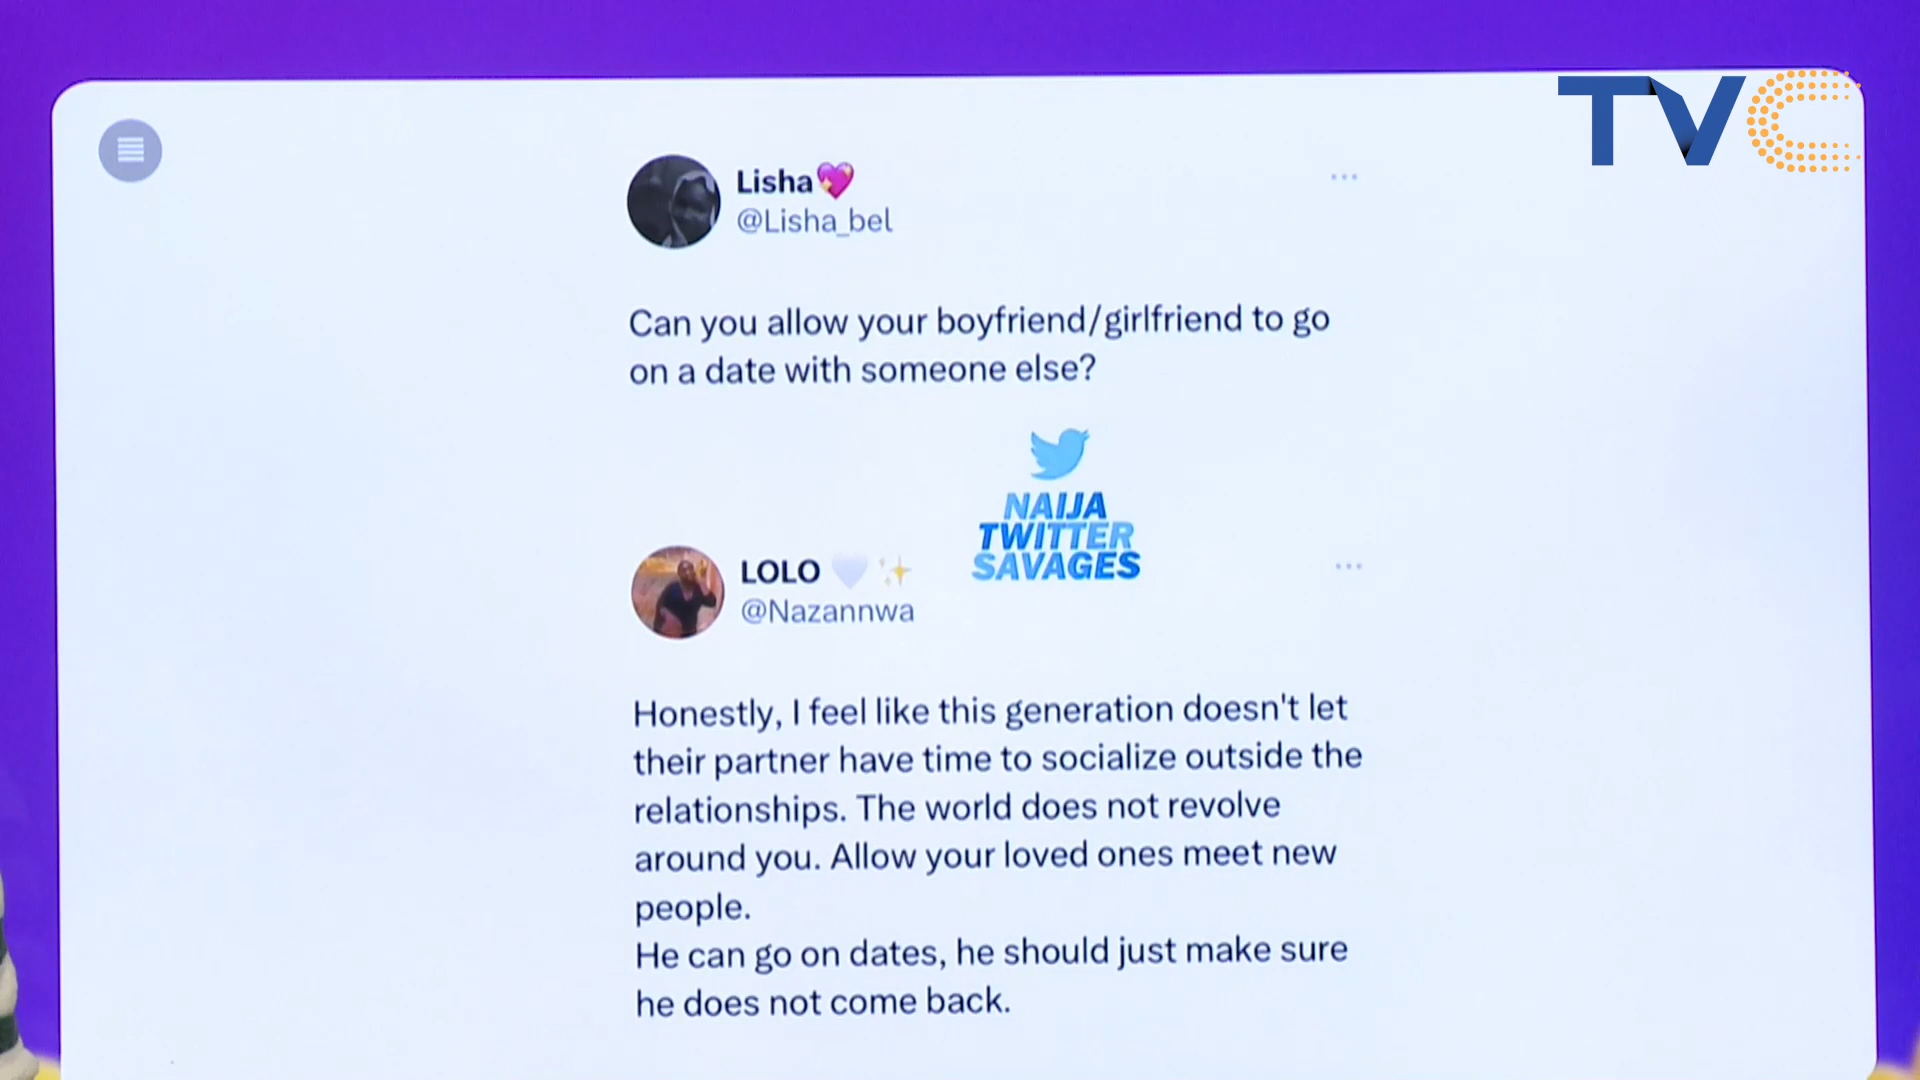 TVC
Lisha💖
@Lisha_bel
Can you allow your boyfriend/girlfriend to go
on a date with someone else?
NAIJA
TWITTER
SAVAGES
LOLO 🤍✨
@Nazannwa
Honestly, I feel like this generation doesn't let
their partner have time to socialize outside the
relationships. The world does not revolve
around you. Allow your loved ones meet new
people.
He can go on dates, he should just make sure
he does not come back.